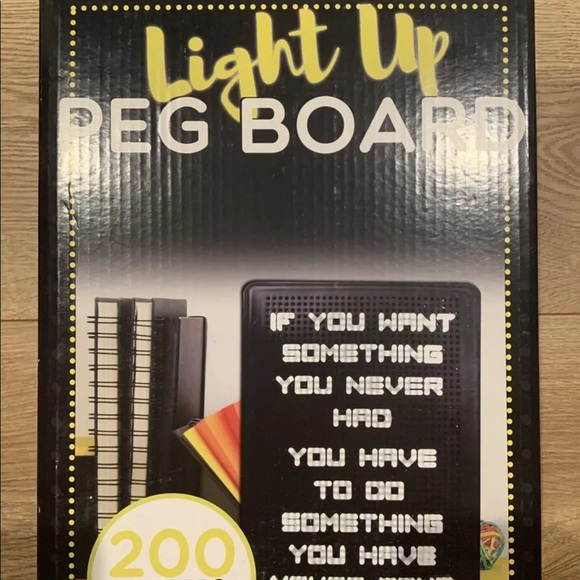 Light Up
PEG BOARD
IF YOU WANT
SOMETHING
YOU NEVER
HAD
YOU HAVE
TO DO
SOMETHING
YOU HAVE
200